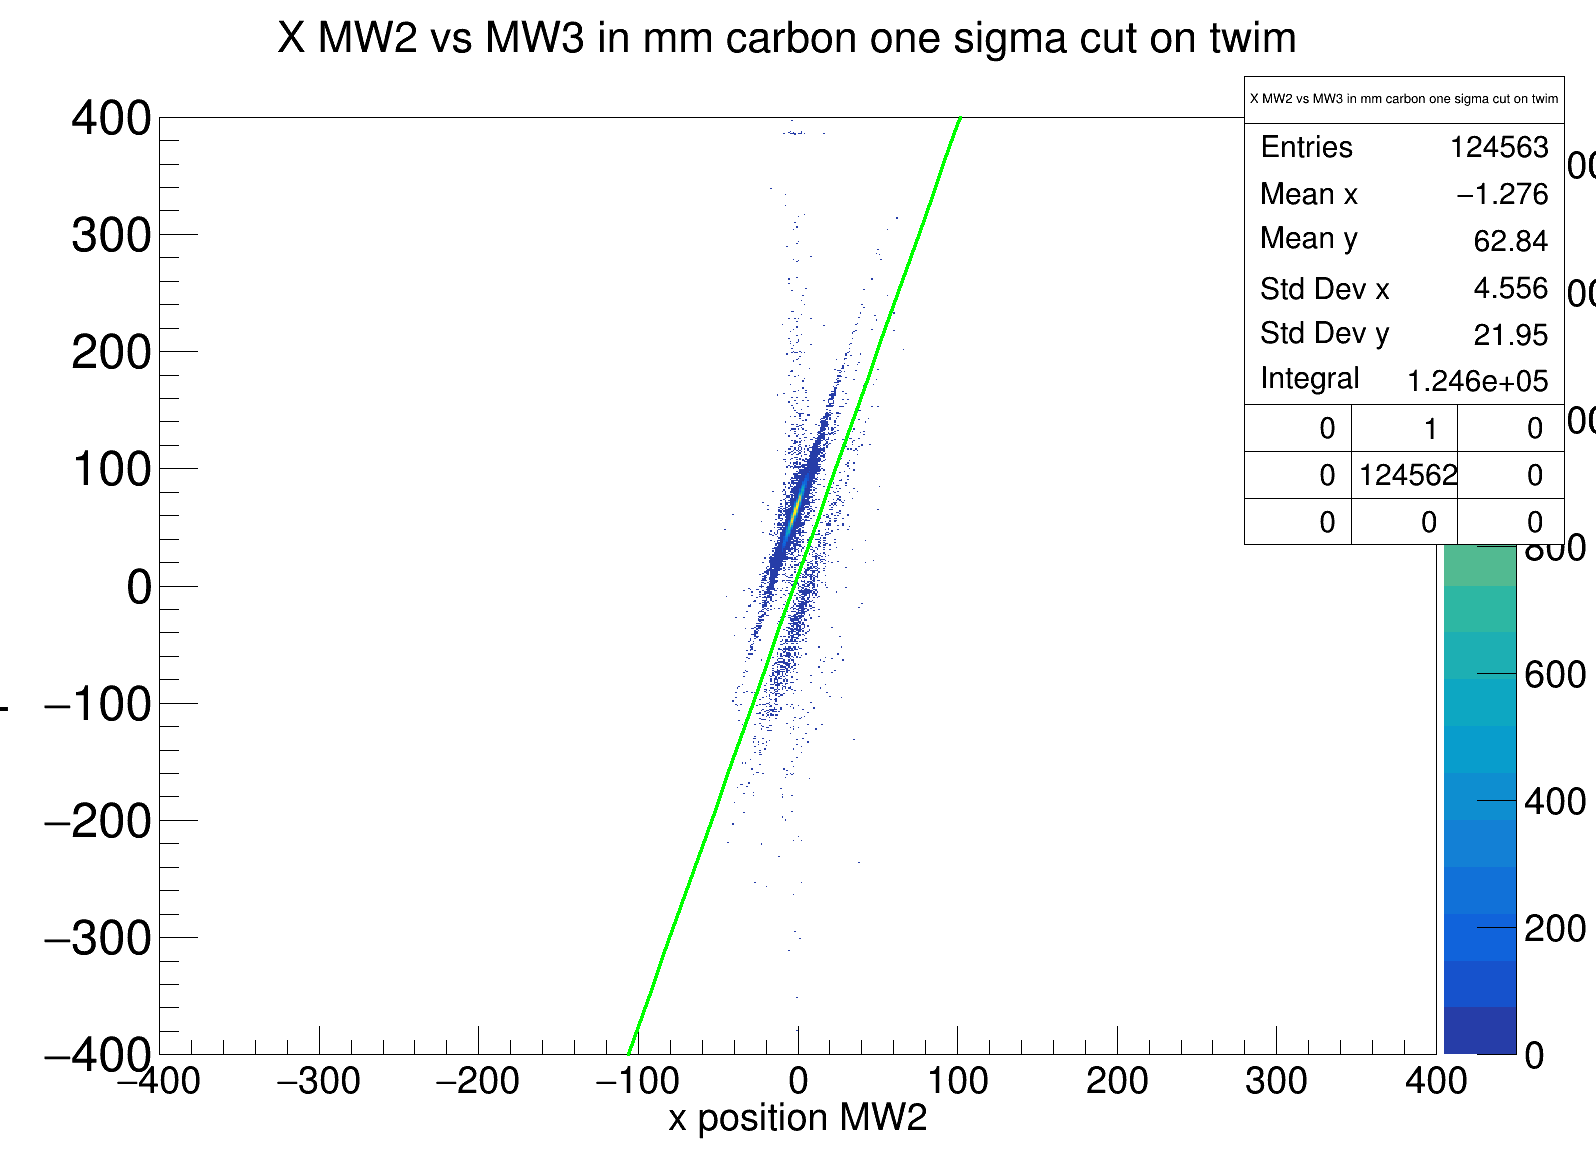 X MW2 vs MW3 in mm carbon one sigma cut on twim
X MW2 vs MW3 in mm carbon one sigma cut on twim
Entries 124563
Mean x −1.276
Mean y 62.84
Std Dev x 4.556
Std Dev y 21.95
Integral 1.246e+05
0 1 0
0 124562 0
0 0 0
400
300
200
100
0
−100
−200
−300
−400
−400 −300 −200 −100 0 100 200 300 400
x position MW2
800
600
400
200
0